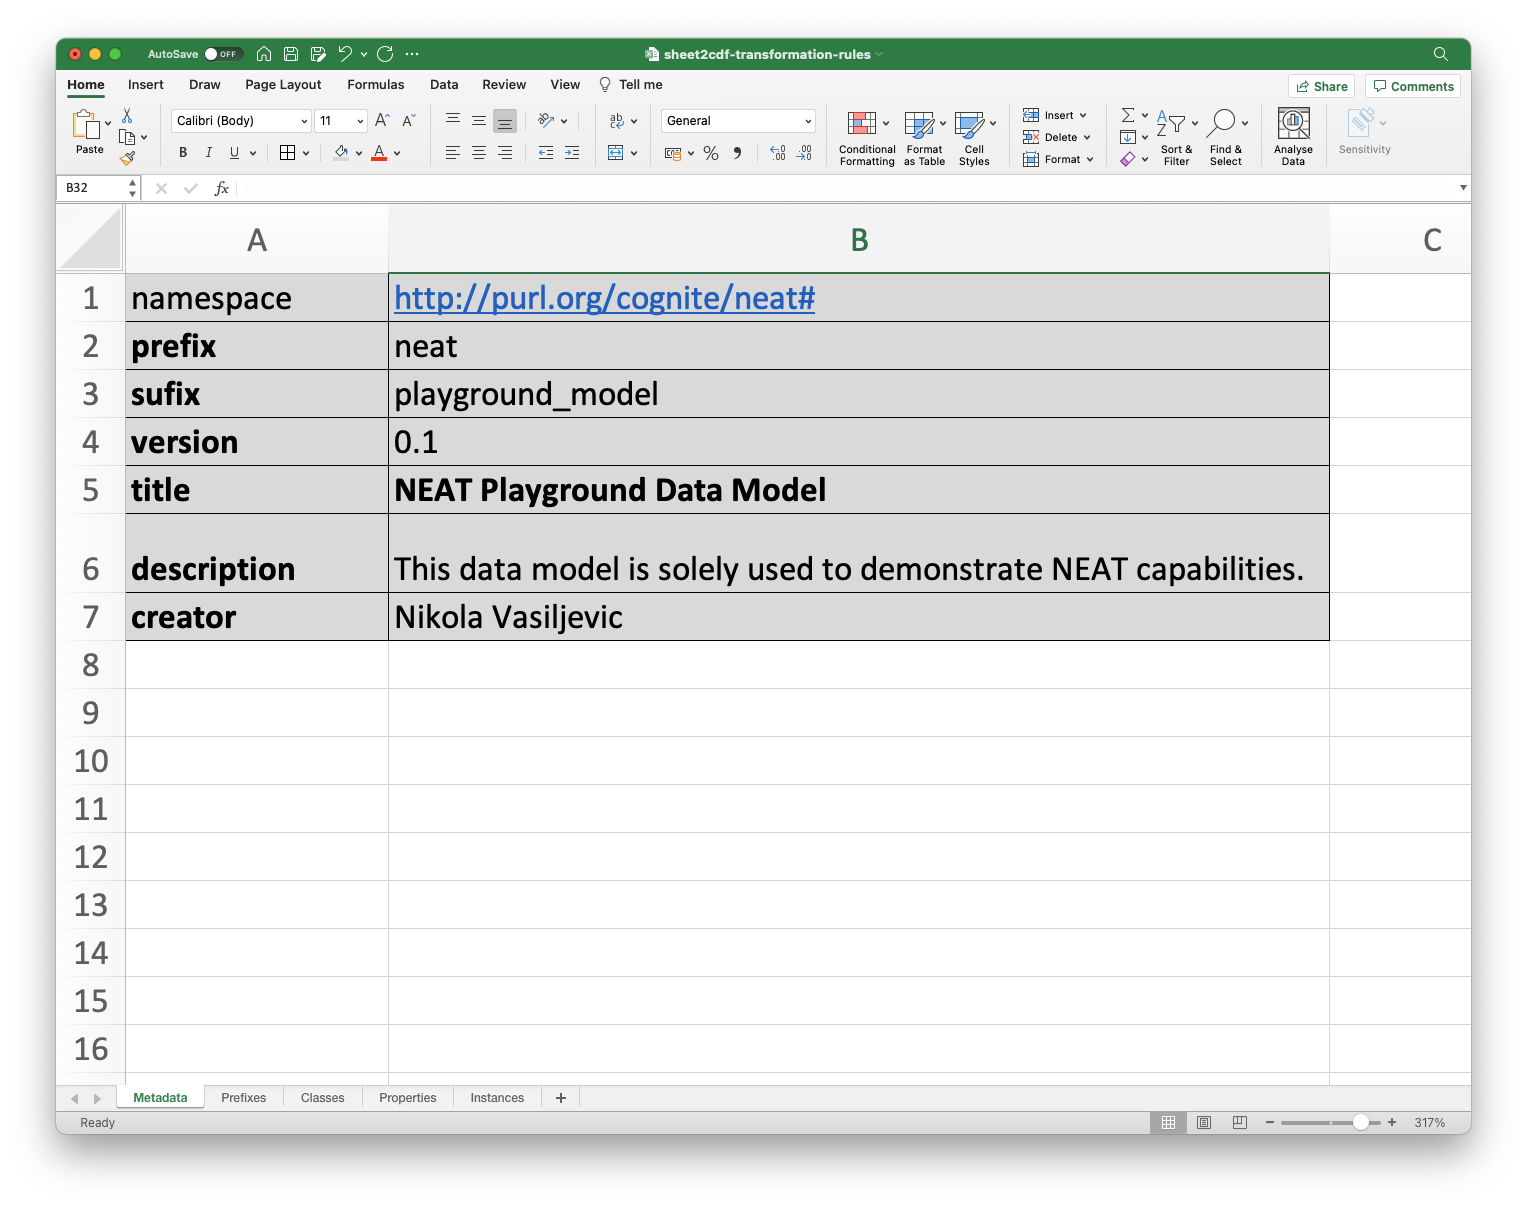 AutoSave OFF sheet2cdf-transformation-rules
Home Insert Draw Page Layout Formulas Data Review View Tell me Share Comments
Paste Calibri (Body) 11 General Conditional Formatting Format as Table Cell Styles Insert Delete Format Sort & Filter Find & Select Analyse Data Sensitivity
B I U ab % A
B32 fx
A B C
1 namespace http://purl.org/cognite/neat#
2 prefix neat
3 sufix playground_model
4 version 0.1
5 title NEAT Playground Data Model
6 description This data model is solely used to demonstrate NEAT capabilities.
7 creator Nikola Vasiljevic
8
9
10
11
12
13
14
15
16
Metadata Prefixes Classes Properties Instances +
Ready 317%